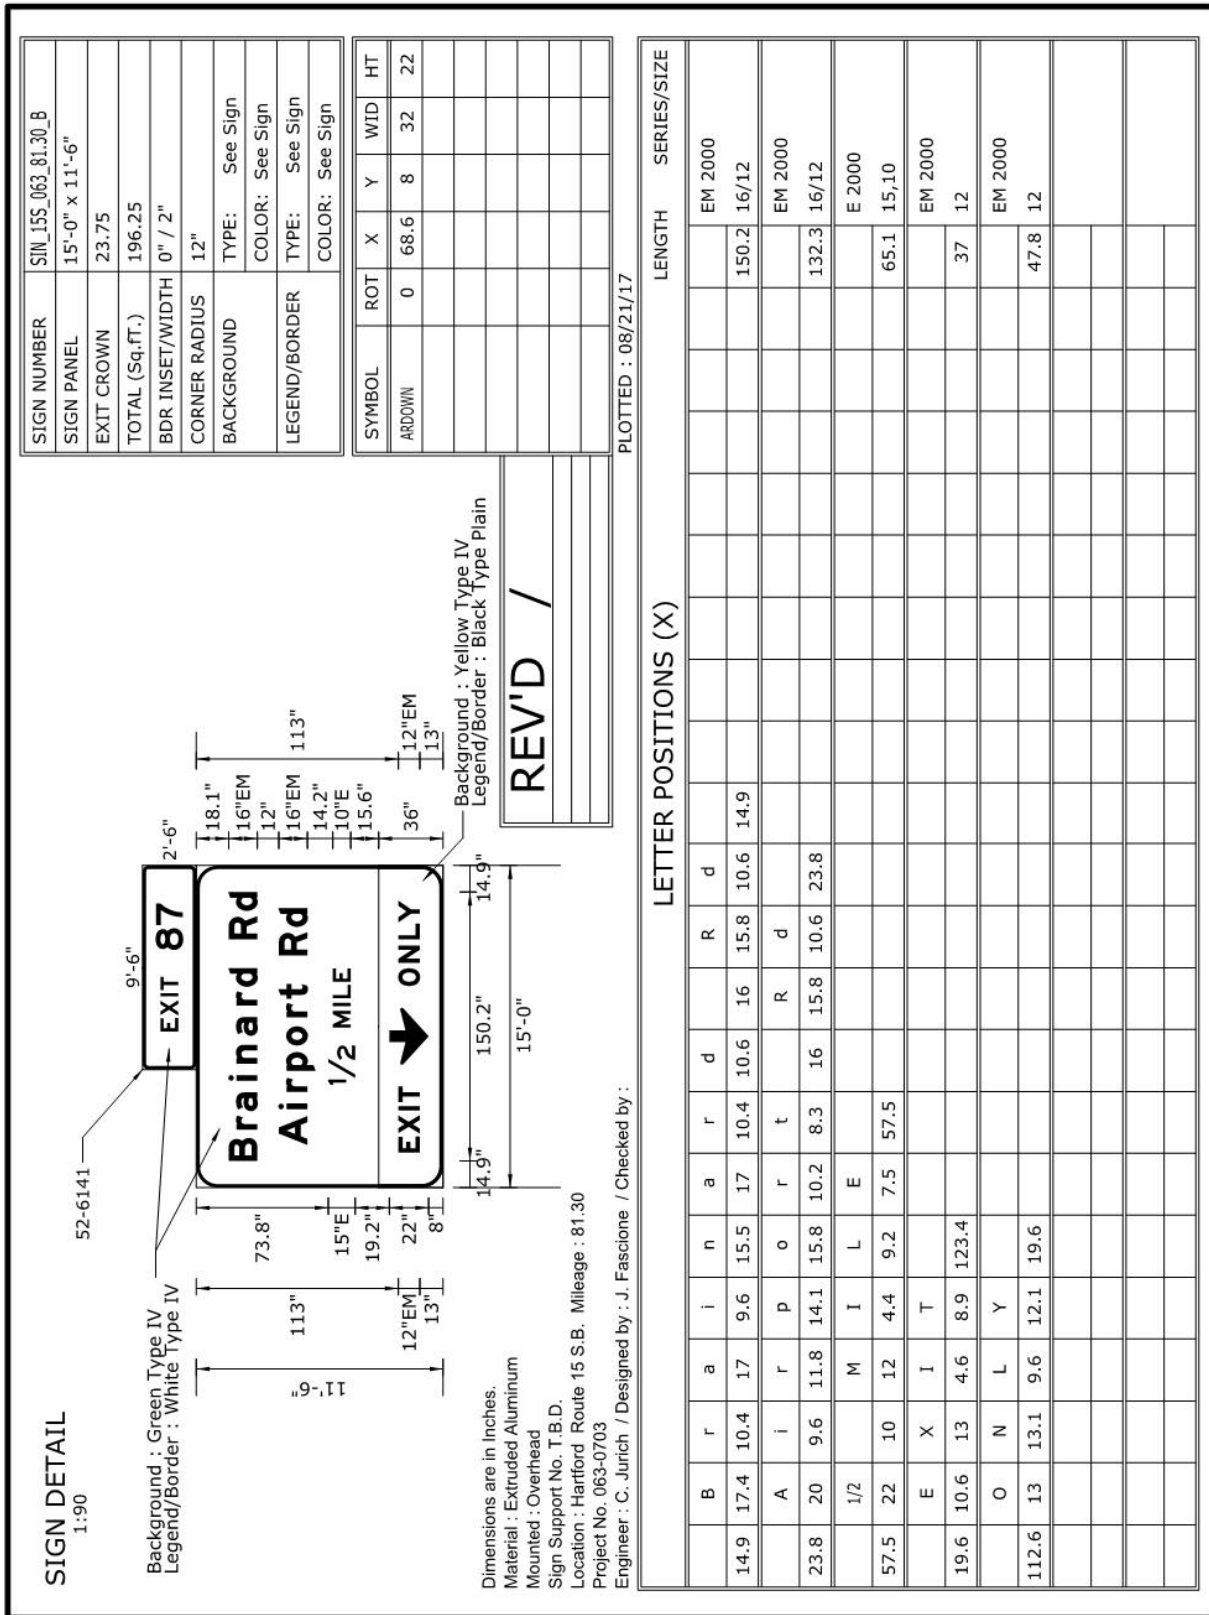 SIGN DETAIL
1:90
Background : Green Type IV
Legend/Border : White Type IV
52-6141
9'-6"
2'-6"
EXIT 87
Brainard Rd
Airport Rd
1/2 MILE
EXIT ONLY
11'-6"
113"
12"EM
13"
73.8"
15"E
19.2"
22"
8"
18.1"
16"EM
12"
16"EM
14.2"
10"E
15.6"
36"
113"
12"EM
13"
14.9" 150.2" 14.9"
15'-0"
Background : Yellow Type IV
Legend/Border : Black Type Plain
REV'D /
Dimensions are in Inches.
Material : Extruded Aluminum
Mounted : Overhead
Sign Support No. T.B.D.
Location : Hartford Route 15 S.B. Mileage : 81.30
Project No. 063-0703
Engineer : C. Jurich / Designed by : J. Fascione / Checked by :
SIGN NUMBER SIN_15S_063_81.30_B
SIGN PANEL 15'-0" x 11'-6"
EXIT CROWN 23.75
TOTAL (Sq.fT.) 196.25
BDR INSET/WIDTH 0" / 2"
CORNER RADIUS 12"
BACKGROUND TYPE: See Sign
COLOR: See Sign
LEGEND/BORDER TYPE: See Sign
COLOR: See Sign
SYMBOL ROT X Y WID HT
ARDOWN 0 68.6 8 32 22
PLOTTED : 08/21/17
LETTER POSITIONS (X) LENGTH SERIES/SIZE
B r a i n a r d R d EM 2000
14.9 17.4 10.4 17 9.6 15.5 17 10.4 10.6 16 15.8 10.6 14.9 150.2 16/12
A i r p o r t R d EM 2000
23.8 20 9.6 11.8 14.1 15.8 10.2 8.3 16 15.8 10.6 23.8 132.3 16/12
1/2 M I L E E 2000
57.5 22 10 12 4.4 9.2 7.5 57.5 65.1 15,10
E X I T EM 2000
19.6 10.6 13 4.6 8.9 123.4 37 12
O N L Y EM 2000
112.6 13 13.1 9.6 12.1 19.6 47.8 12